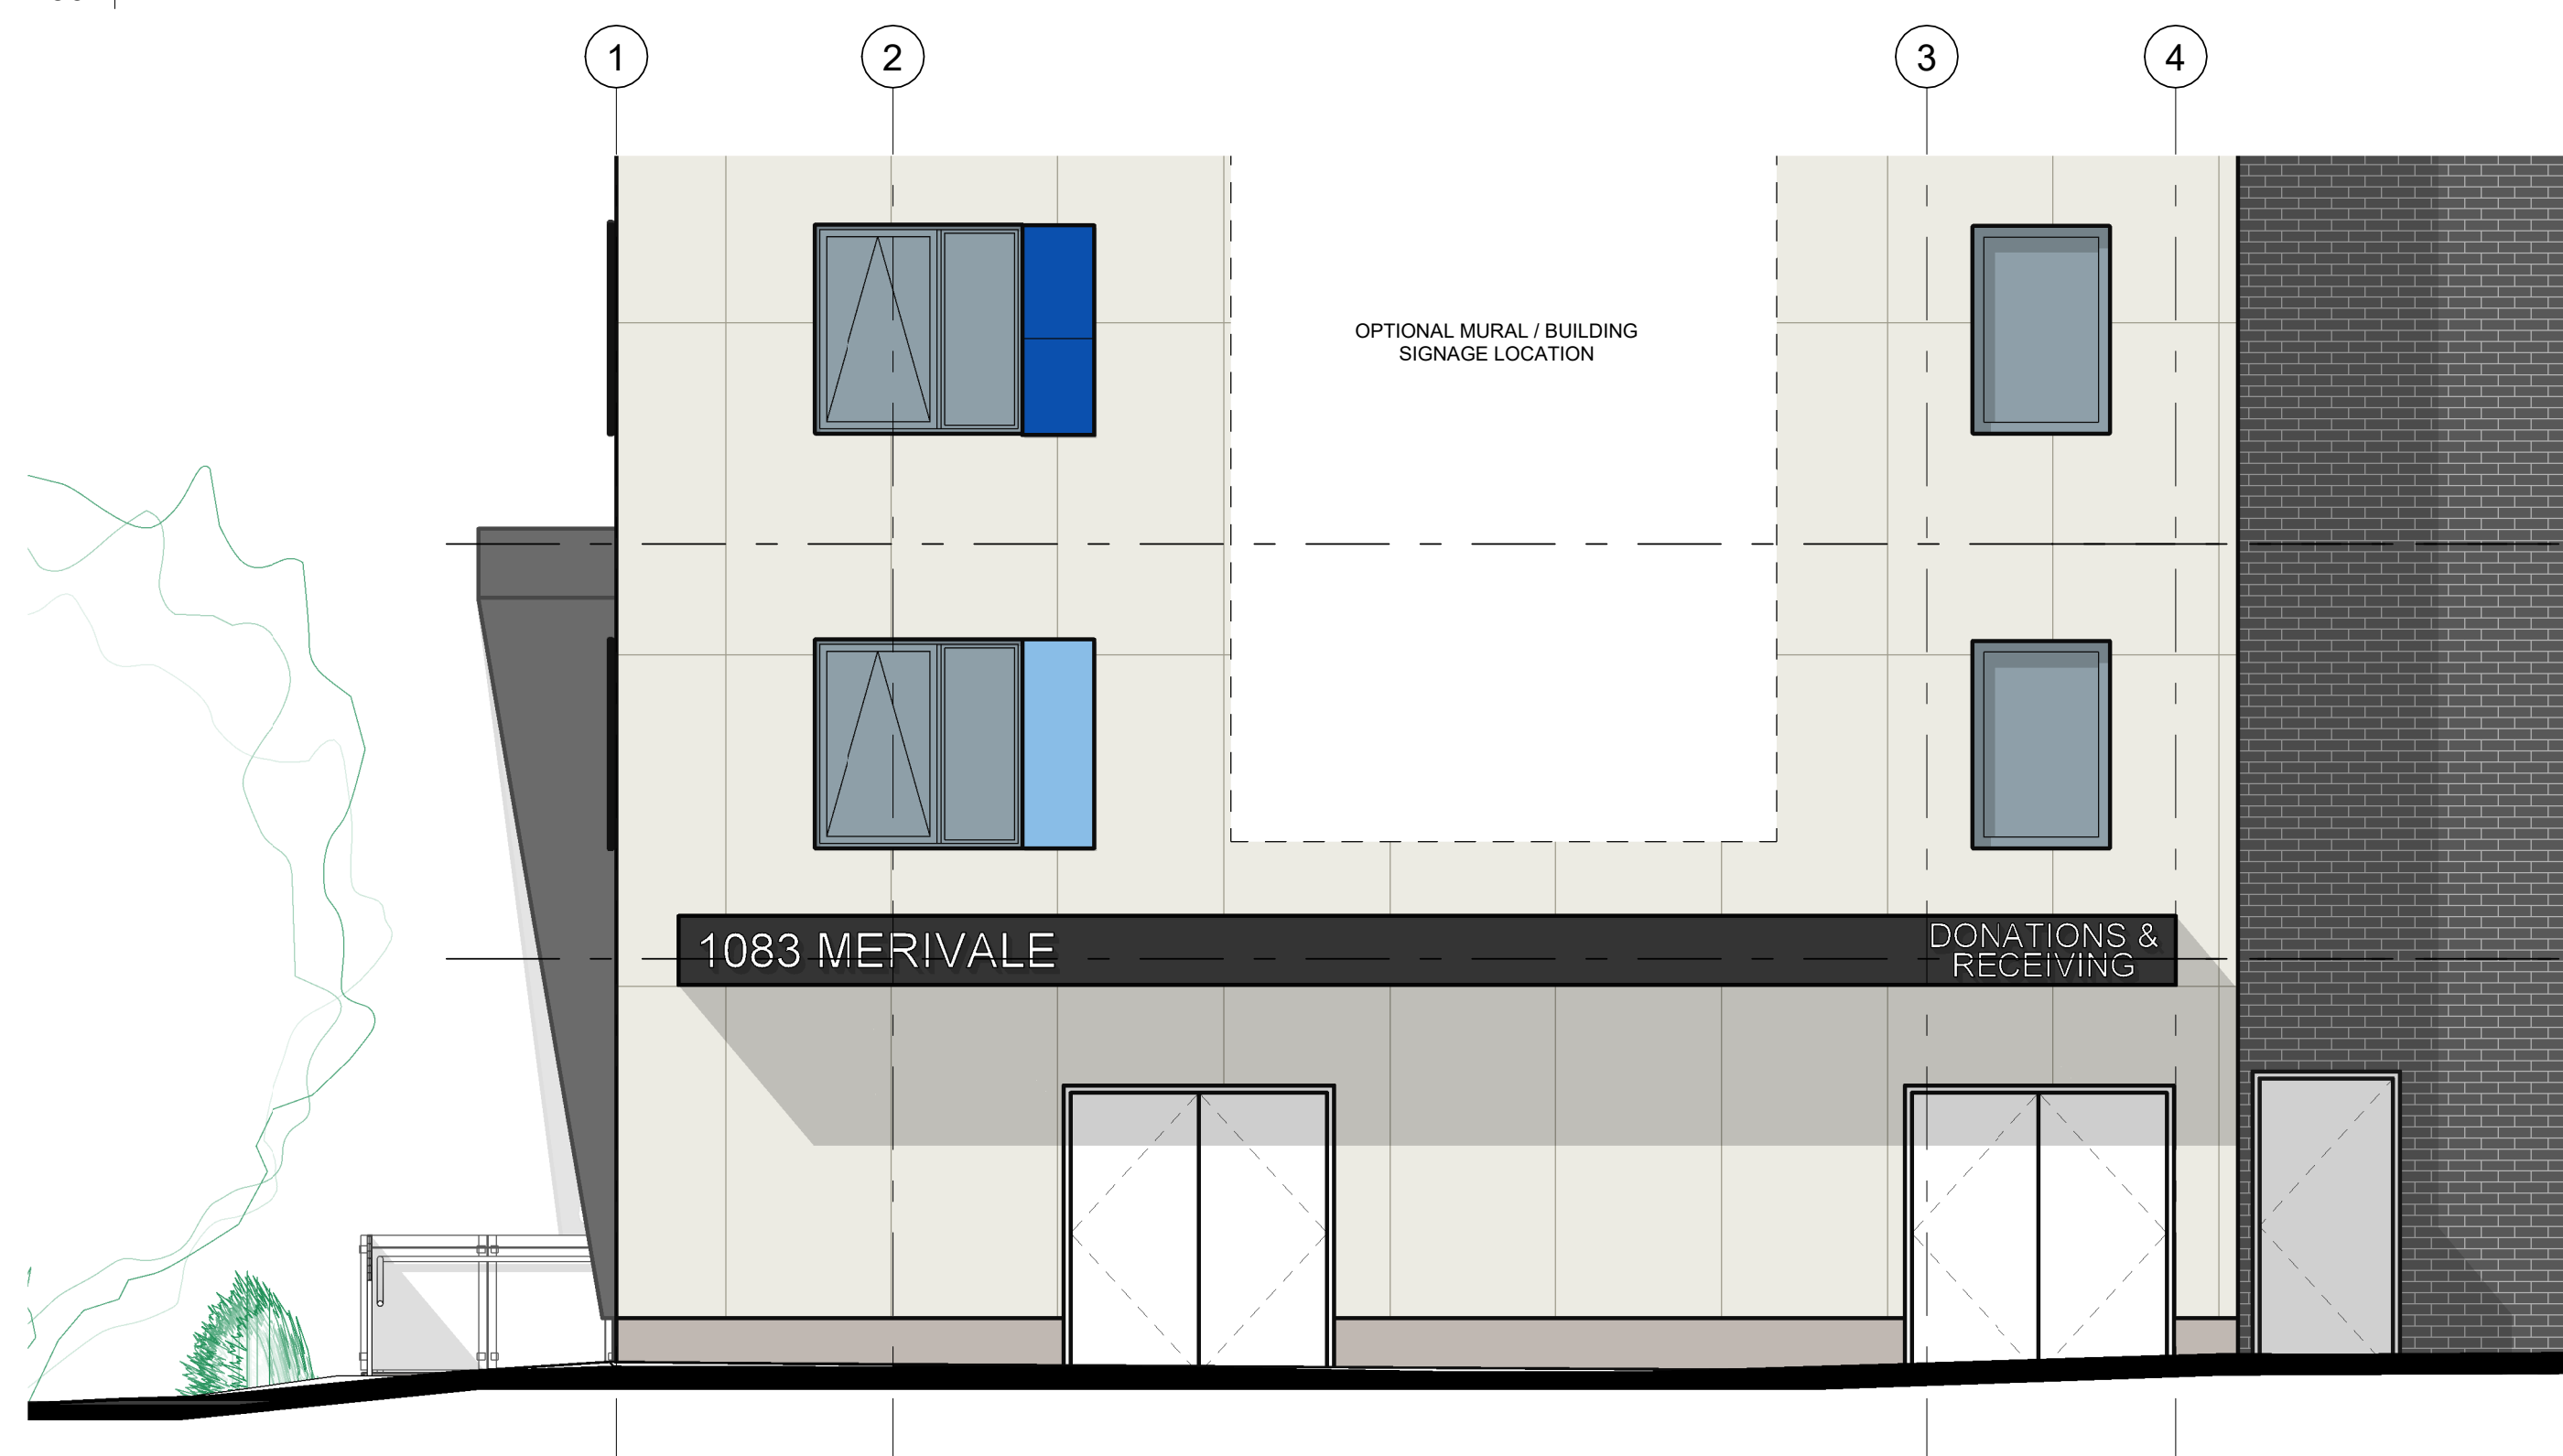 1 2 3 4
OPTIONAL MURAL / BUILDING
SIGNAGE LOCATION
1083 MERIVALE
DONATIONS &
RECEIVING